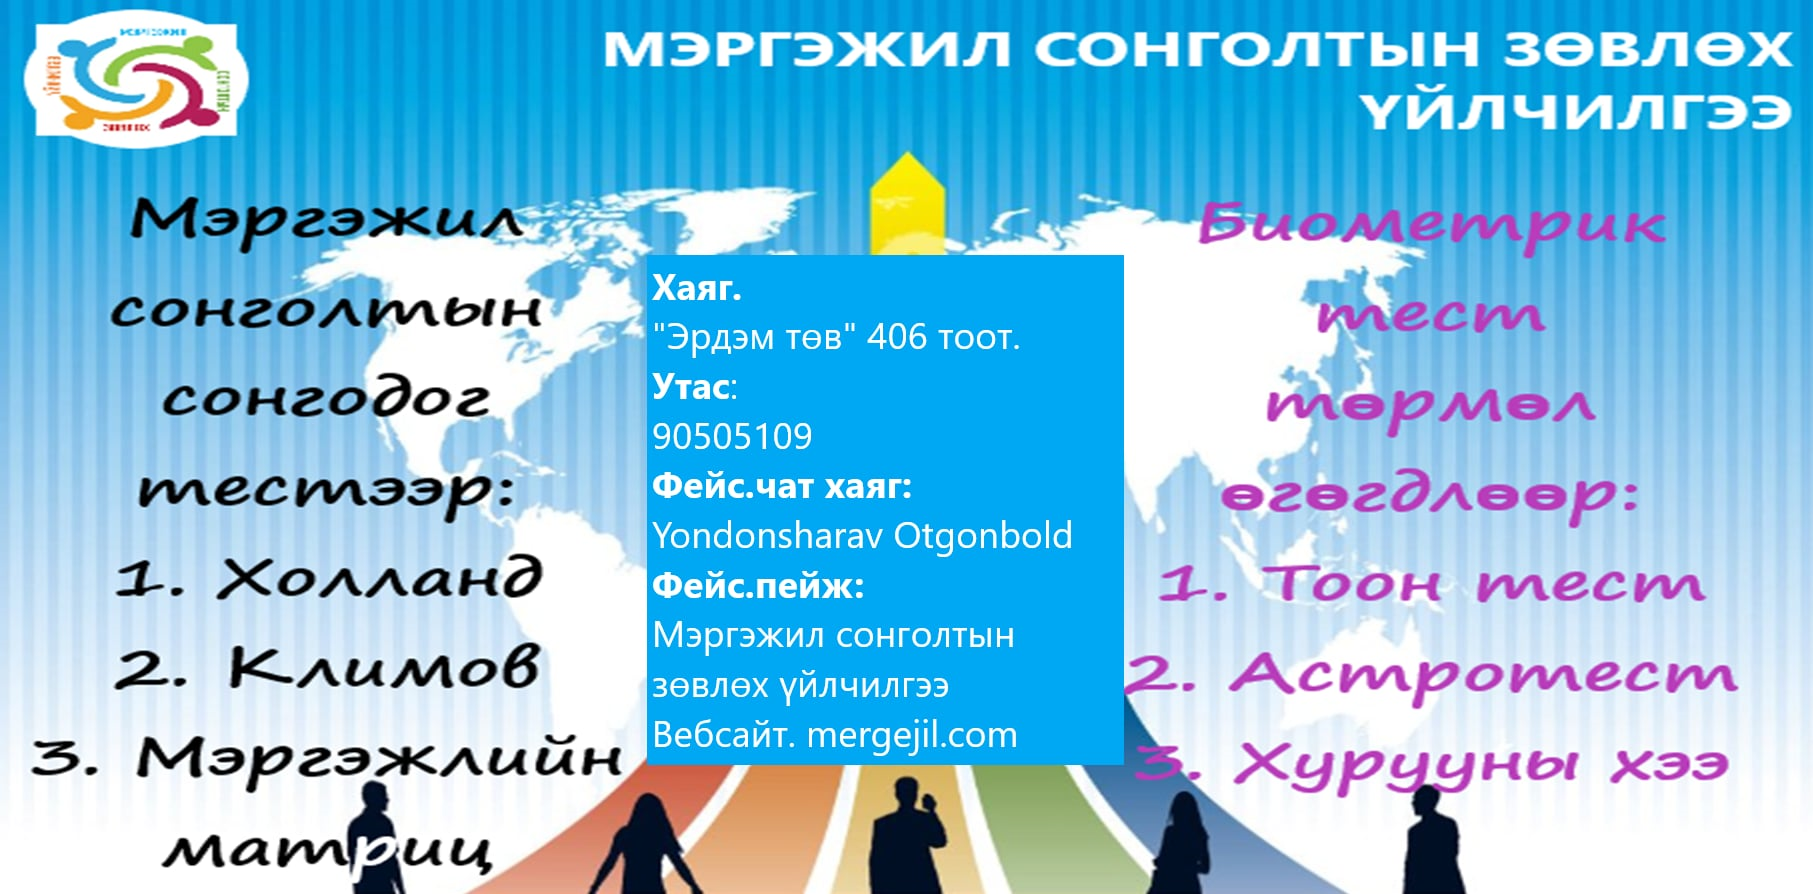 МЭРГЭЖИЛ СОНГОЛТЫН ЗӨВЛӨХ
ҮЙЛЧИЛГЭЭ
Мэргэжил
сонголтын
сонгодог
тестээр:
1. Холланд
2. Климов
3. Мэргэжлийн
матриц
Хаяг.
"Эрдэм төв" 406 тоот.
Утас:
90505109
Фейс.чат хаяг:
Yondonsharav Otgonbold
Фейс.пейж:
Мэргэжил сонголтын
зөвлөх үйлчилгээ
Вебсайт. mergejil.com
Биометрик
тест
төрмөл
өгөгдлөөр:
1. Тоон тест
2. Астротест
3. Хурууны хээ